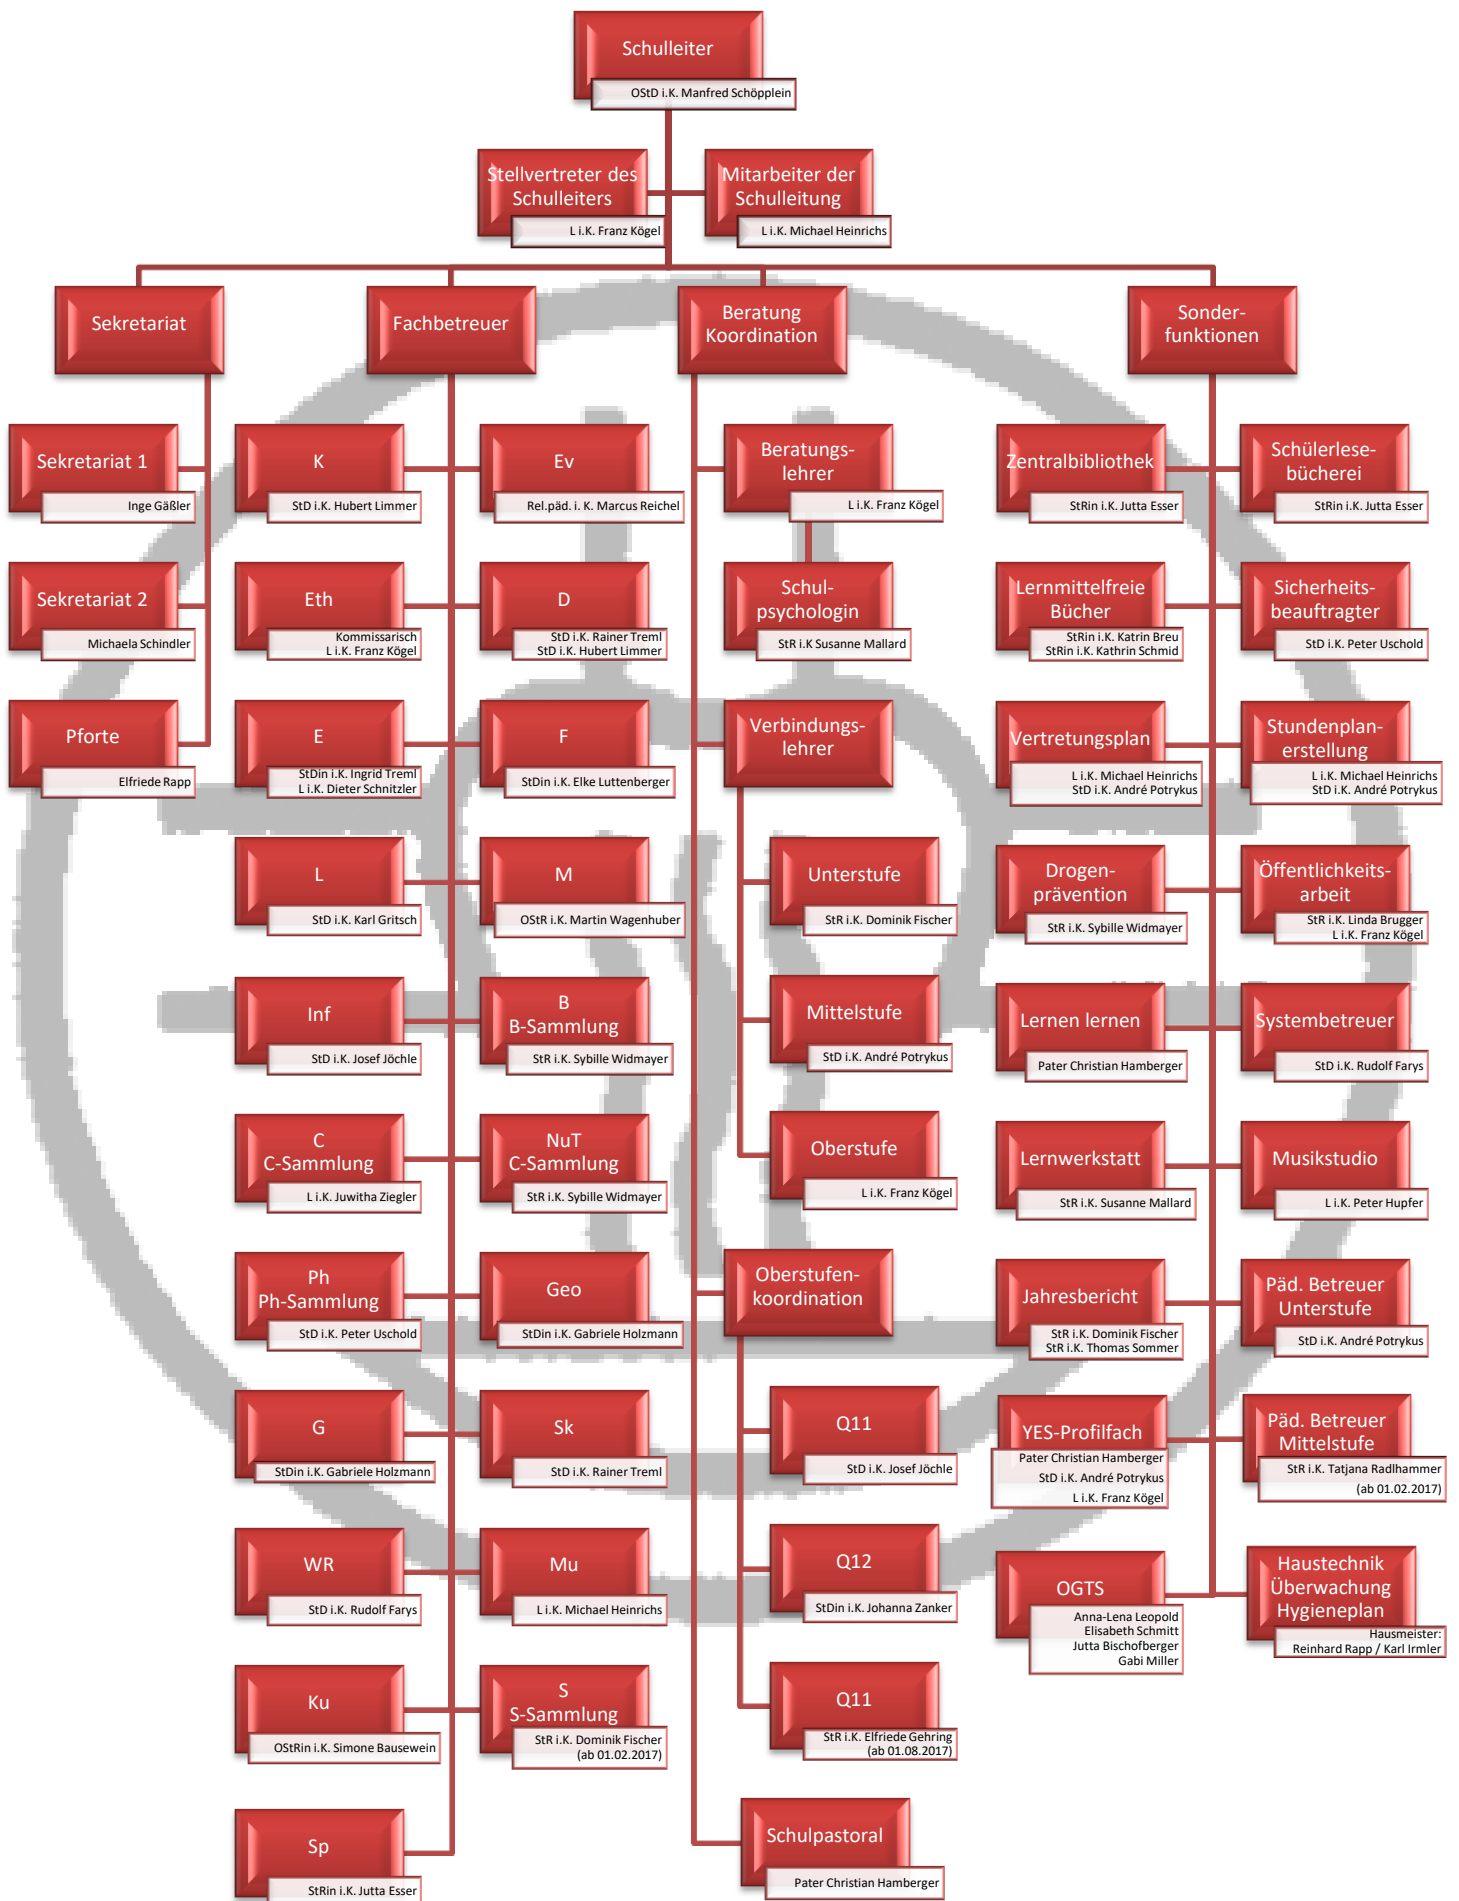 Schulleiter
OStD i.K. Manfred Schöpplein
Stellvertreter des
Schulleiters
L i.K. Franz Kögel
Mitarbeiter der
Schulleitung
L i.K. Michael Heinrichs
Sekretariat
Sekretariat 1
Inge Gäßler
Sekretariat 2
Michaela Schindler
Pforte
Elfriede Rapp
Fachbetreuer
K
StD i.K. Hubert Limmer
Ev
Rel.päd. i. K. Marcus Reichel
Eth
Kommissarisch
L i.K. Franz Kögel
D
StD i.K. Rainer Treml
StD i.K. Hubert Limmer
E
StDin i.K. Ingrid Treml
L i.K. Dieter Schnitzler
F
StDin i.K. Elke Luttenberger
L
StD i.K. Karl Gritsch
M
OStR i.K. Martin Wagenhuber
Inf
StD i.K. Josef Jöchle
B
B-Sammlung
StR i.K. Sybille Widmayer
C
C-Sammlung
L i.K. Juwitha Ziegler
NuT
C-Sammlung
StR i.K. Sybille Widmayer
Ph
Ph-Sammlung
StD i.K. Peter Uschold
Geo
StDin i.K. Gabriele Holzmann
G
StDin i.K. Gabriele Holzmann
Sk
StD i.K. Rainer Treml
WR
StD i.K. Rudolf Farys
Mu
L i.K. Michael Heinrichs
Ku
OStRin i.K. Simone Bausewein
S
S-Sammlung
StR i.K. Dominik Fischer
(ab 01.02.2017)
Sp
StRin i.K. Jutta Esser
Beratung
Koordination
Beratungs-
lehrer
L i.K. Franz Kögel
Schul-
psychologin
StR i.K Susanne Mallard
Verbindungs-
lehrer
Unterstufe
StR i.K. Dominik Fischer
Mittelstufe
StD i.K. André Potrykus
Oberstufe
L i.K. Franz Kögel
Oberstufen-
koordination
Q11
StD i.K. Josef Jöchle
Q12
StDin i.K. Johanna Zanker
Q11
StR i.K. Elfriede Gehring
(ab 01.08.2017)
Schulpastoral
Pater Christian Hamberger
Sonder-
funktionen
Zentralbibliothek
StRin i.K. Jutta Esser
Schülerlese-
bücherei
StRin i.K. Jutta Esser
Lernmittelfreie
Bücher
StRin i.K. Katrin Breu
StRin i.K. Kathrin Schmid
Sicherheits-
beauftragter
StD i.K. Peter Uschold
Vertretungsplan
L i.K. Michael Heinrichs
StD i.K. André Potrykus
Stundenplan-
erstellung
L i.K. Michael Heinrichs
StD i.K. André Potrykus
Drogen-
prävention
StR i.K. Sybille Widmayer
Öffentlichkeits-
arbeit
StR i.K. Linda Brugger
L i.K. Franz Kögel
Lernen lernen
Pater Christian Hamberger
Systembetreuer
StD i.K. Rudolf Farys
Lernwerkstatt
StR i.K. Susanne Mallard
Musikstudio
L i.K. Peter Hupfer
Jahresbericht
StR i.K. Dominik Fischer
StR i.K. Thomas Sommer
Päd. Betreuer
Unterstufe
StD i.K. André Potrykus
YES-Profilfach
Pater Christian Hamberger
StD i.K. André Potrykus
L i.K. Franz Kögel
Päd. Betreuer
Mittelstufe
StR i.K. Tatjana Radlhammer
(ab 01.02.2017)
OGTS
Anna-Lena Leopold
Elisabeth Schmitt
Jutta Bischofberger
Gabi Miller
Haustechnik
Überwachung
Hygieneplan
Hausmeister:
Reinhard Rapp / Karl Irmler